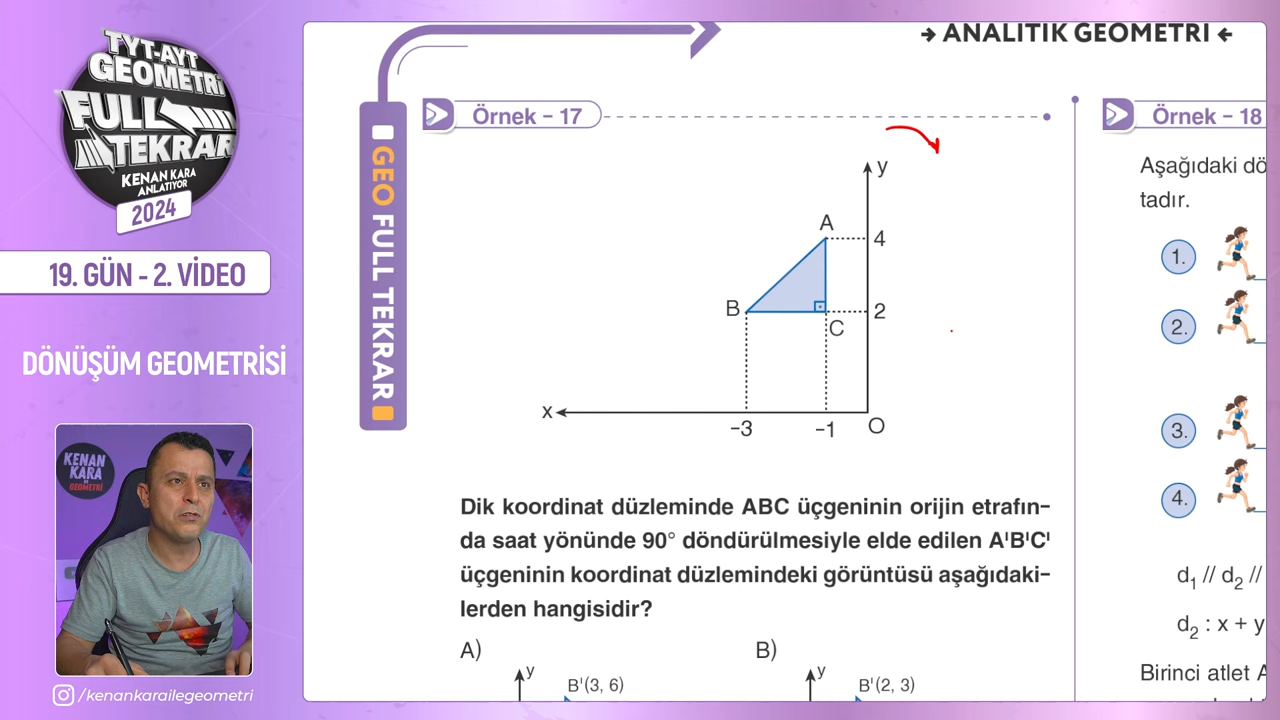 TYT-AYT
GEOMETRİ
FULL
TEKRAR
KENAN KARA
ANLATIYOR
2024
19. GÜN - 2. VİDEO
DÖNÜŞÜM GEOMETRİSİ
KENAN
KARA
GEOMETRİ
/kenankarailegeometri
GEO FULL TEKRAR
ANALİTİK GEOMETRİ
Örnek – 17
y
A
4
B
2
C
x
–3
–1
O
Dik koordinat düzleminde ABC üçgeninin orijin etrafın–
da saat yönünde 90° döndürülmesiyle elde edilen A'B'C'
üçgeninin koordinat düzlemindeki görüntüsü aşağıdaki–
lerden hangisidir?
A)
y
B'(3, 6)
B)
y
B'(2, 3)
Örnek – 18
Aşağıdaki dö
tadır.
1.
2.
3.
4.
d₁ // d₂ //
d₂ : x + y
Birinci atlet A